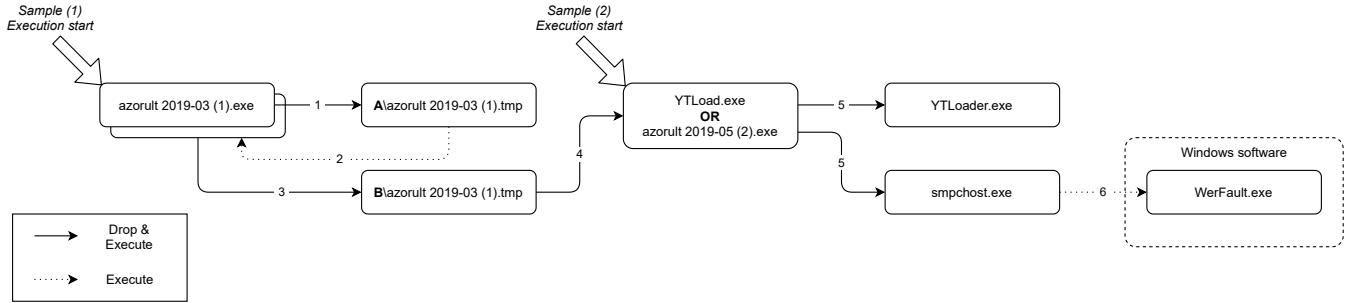 Sample (1)
Execution start
Sample (2)
Execution start
azorult 2019-03 (1).exe
1
A\azorult 2019-03 (1).tmp
2
3
B\azorult 2019-03 (1).tmp
4
YTLoad.exe
OR
azorult 2019-05 (2).exe
5
YTLoader.exe
5
smpchost.exe
6
Windows software
WerFault.exe
Drop &
Execute
Execute